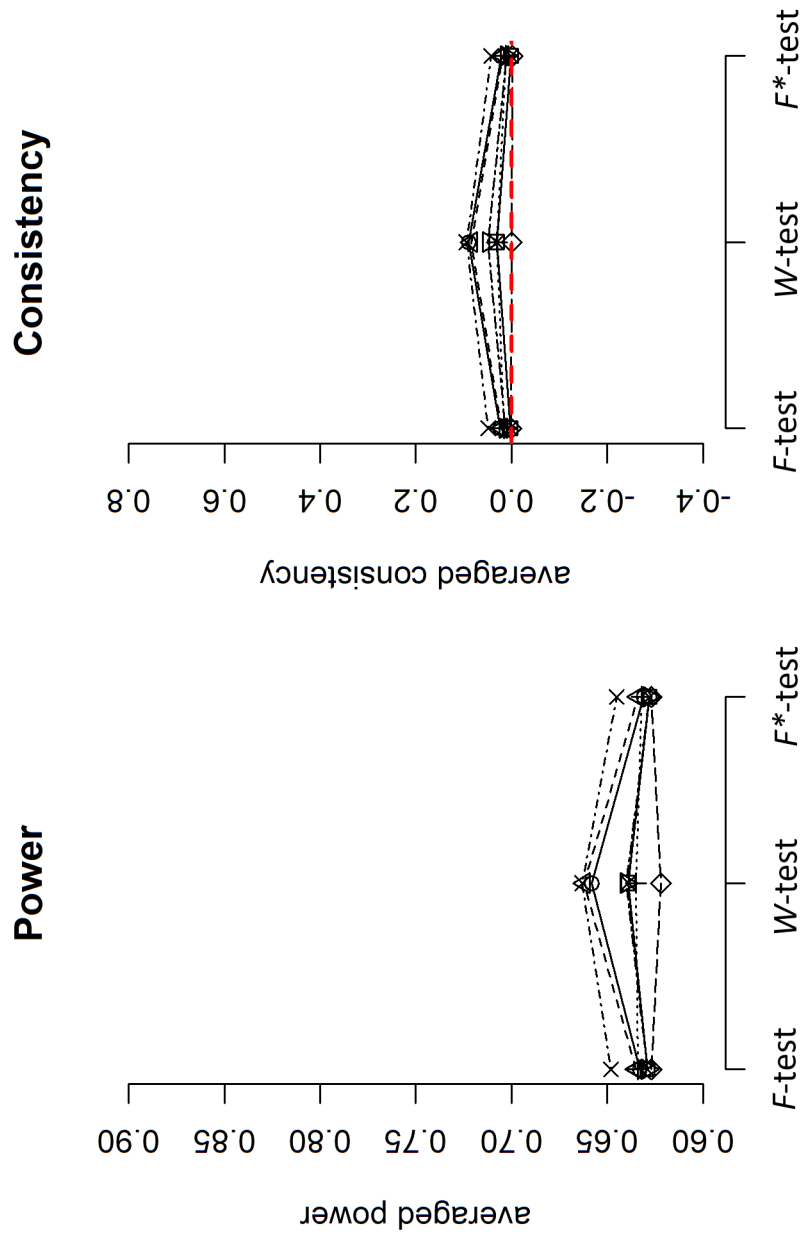 Power
averaged power
0.90
0.85
0.80
0.75
0.70
0.65
0.60
F-test
W-test
F*-test
Consistency
averaged consistency
0.8
0.6
0.4
0.2
0.0
-0.2
-0.4
F-test
W-test
F*-test